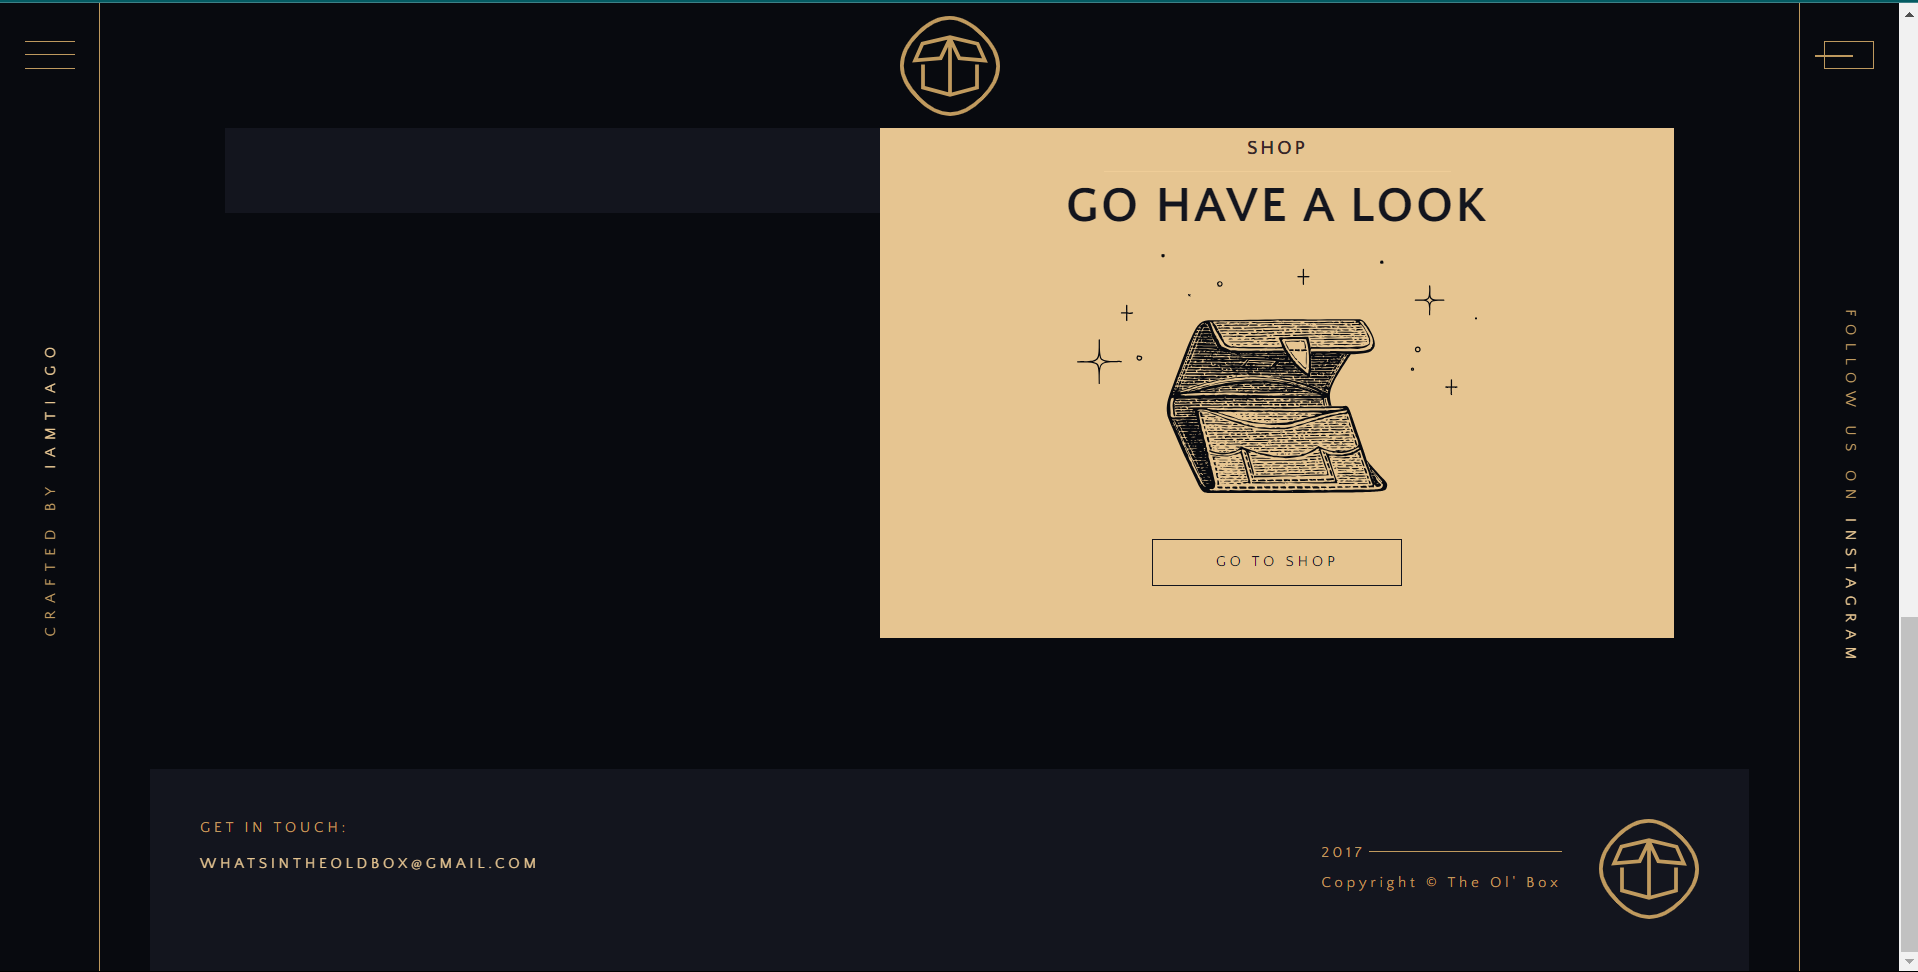 SHOP
GO HAVE A LOOK
GO TO SHOP
CRAFTED BY IAMTIAGO
FOLLOW US ON INSTAGRAM
GET IN TOUCH:
WHATSINTHEOLDBOX@GMAIL.COM
2017
Copyright © The Ol' Box